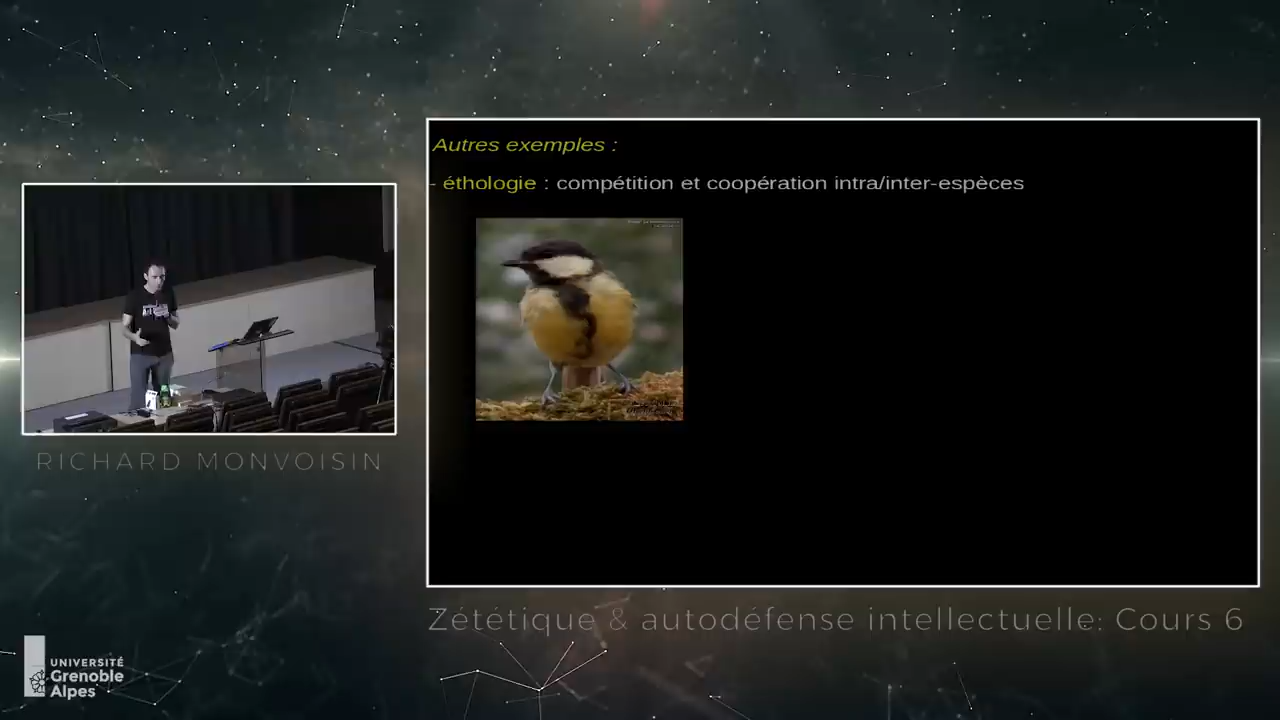 Autres exemples :
- éthologie : compétition et coopération intra/inter-espèces
RICHARD MONVOISIN
Zététique & autodéfense intellectuelle: Cours 6
UNIVERSITÉ
Grenoble
Alpes